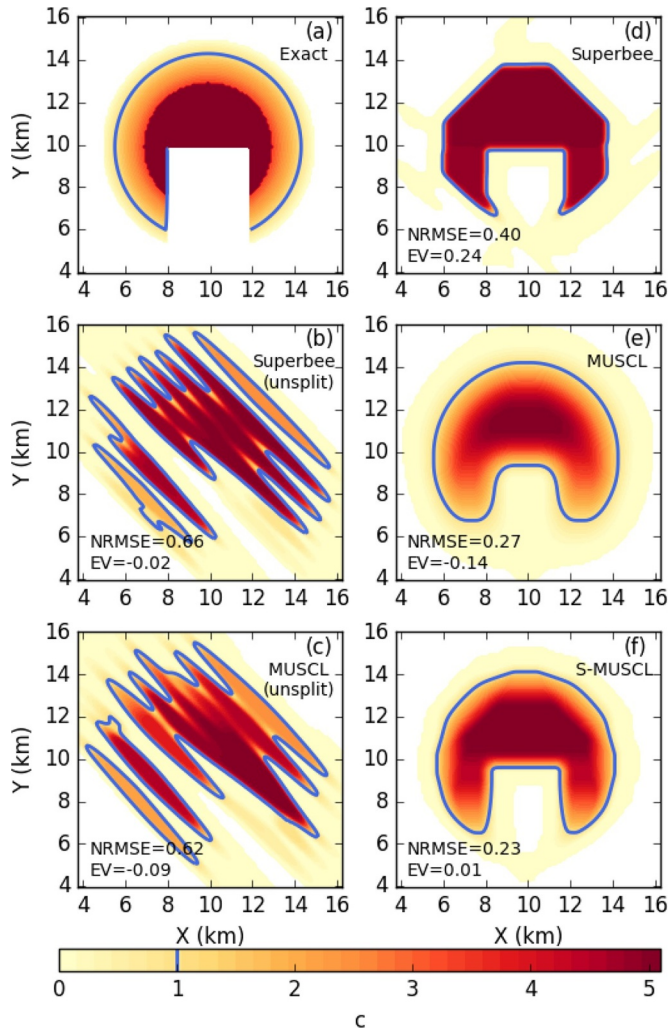 (a)
Exact
16
14
12
10
8
6
4
Y (km)
4 6 8 10 12 14 16
(d)
Superbee
16
14
12
10
8
6
4
NRMSE=0.40
EV=0.24
4 6 8 10 12 14 16
(b)
Superbee
(unsplit)
16
14
12
10
8
6
4
Y (km)
NRMSE=0.66
EV=-0.02
4 6 8 10 12 14 16
(e)
MUSCL
16
14
12
10
8
6
4
NRMSE=0.27
EV=-0.14
4 6 8 10 12 14 16
(c)
MUSCL
(unsplit)
16
14
12
10
8
6
4
Y (km)
NRMSE=0.62
EV=-0.09
4 6 8 10 12 14 16
X (km)
(f)
S-MUSCL
16
14
12
10
8
6
4
NRMSE=0.23
EV=0.01
4 6 8 10 12 14 16
X (km)
0 1 2 3 4 5
c